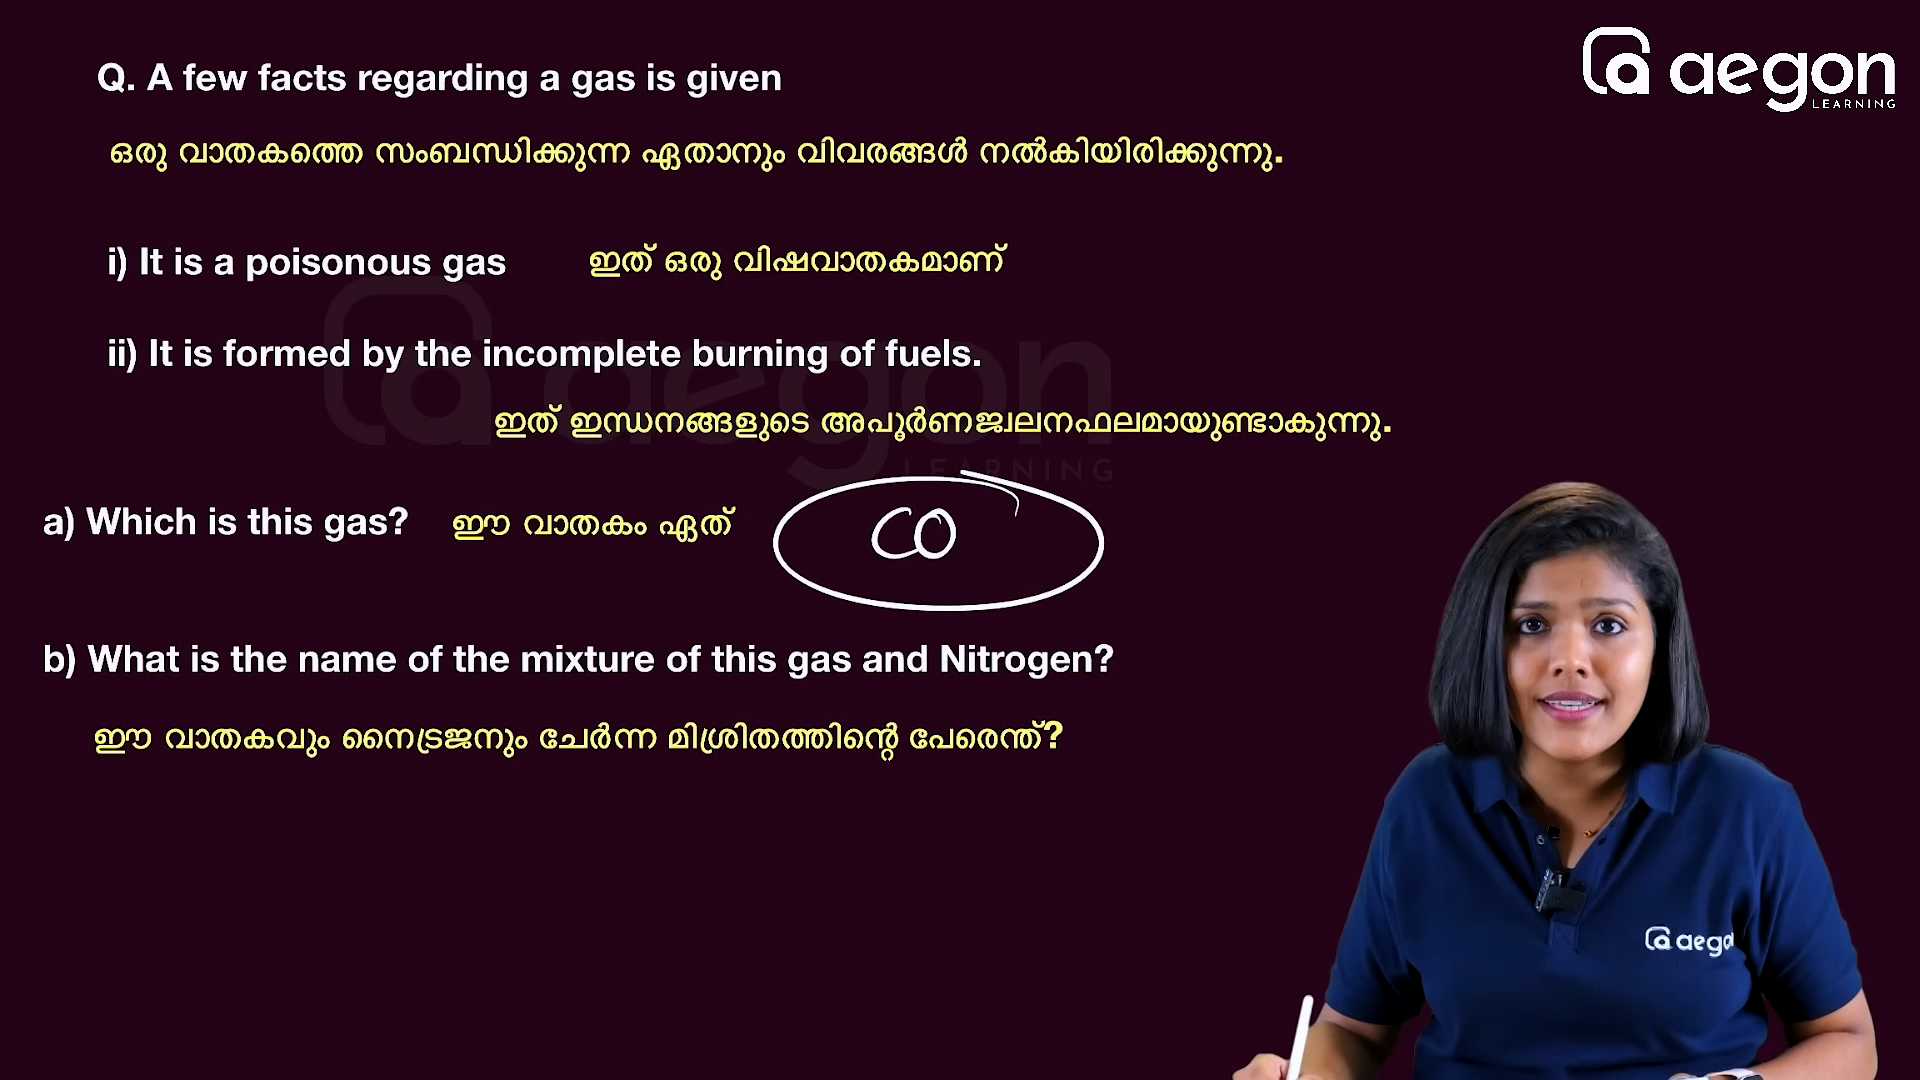 aegon
LEARNING
Q. A few facts regarding a gas is given
ഒരു വാതകത്തെ സംബന്ധിക്കുന്ന ഏതാനും വിവരങ്ങൾ നൽകിയിരിക്കുന്നു.
i) It is a poisonous gas ഇത് ഒരു വിഷവാതകമാണ്
ii) It is formed by the incomplete burning of fuels.
ഇത് ഇന്ധനങ്ങളുടെ അപൂർണജ്വലനഫലമായുണ്ടാകുന്നു.
aegon
LEARNING
a) Which is this gas? ഈ വാതകം ഏത് CO
b) What is the name of the mixture of this gas and Nitrogen?
ഈ വാതകവും നൈട്രജനും ചേർന്ന മിശ്രിതത്തിന്റെ പേരെന്ത്?
aego